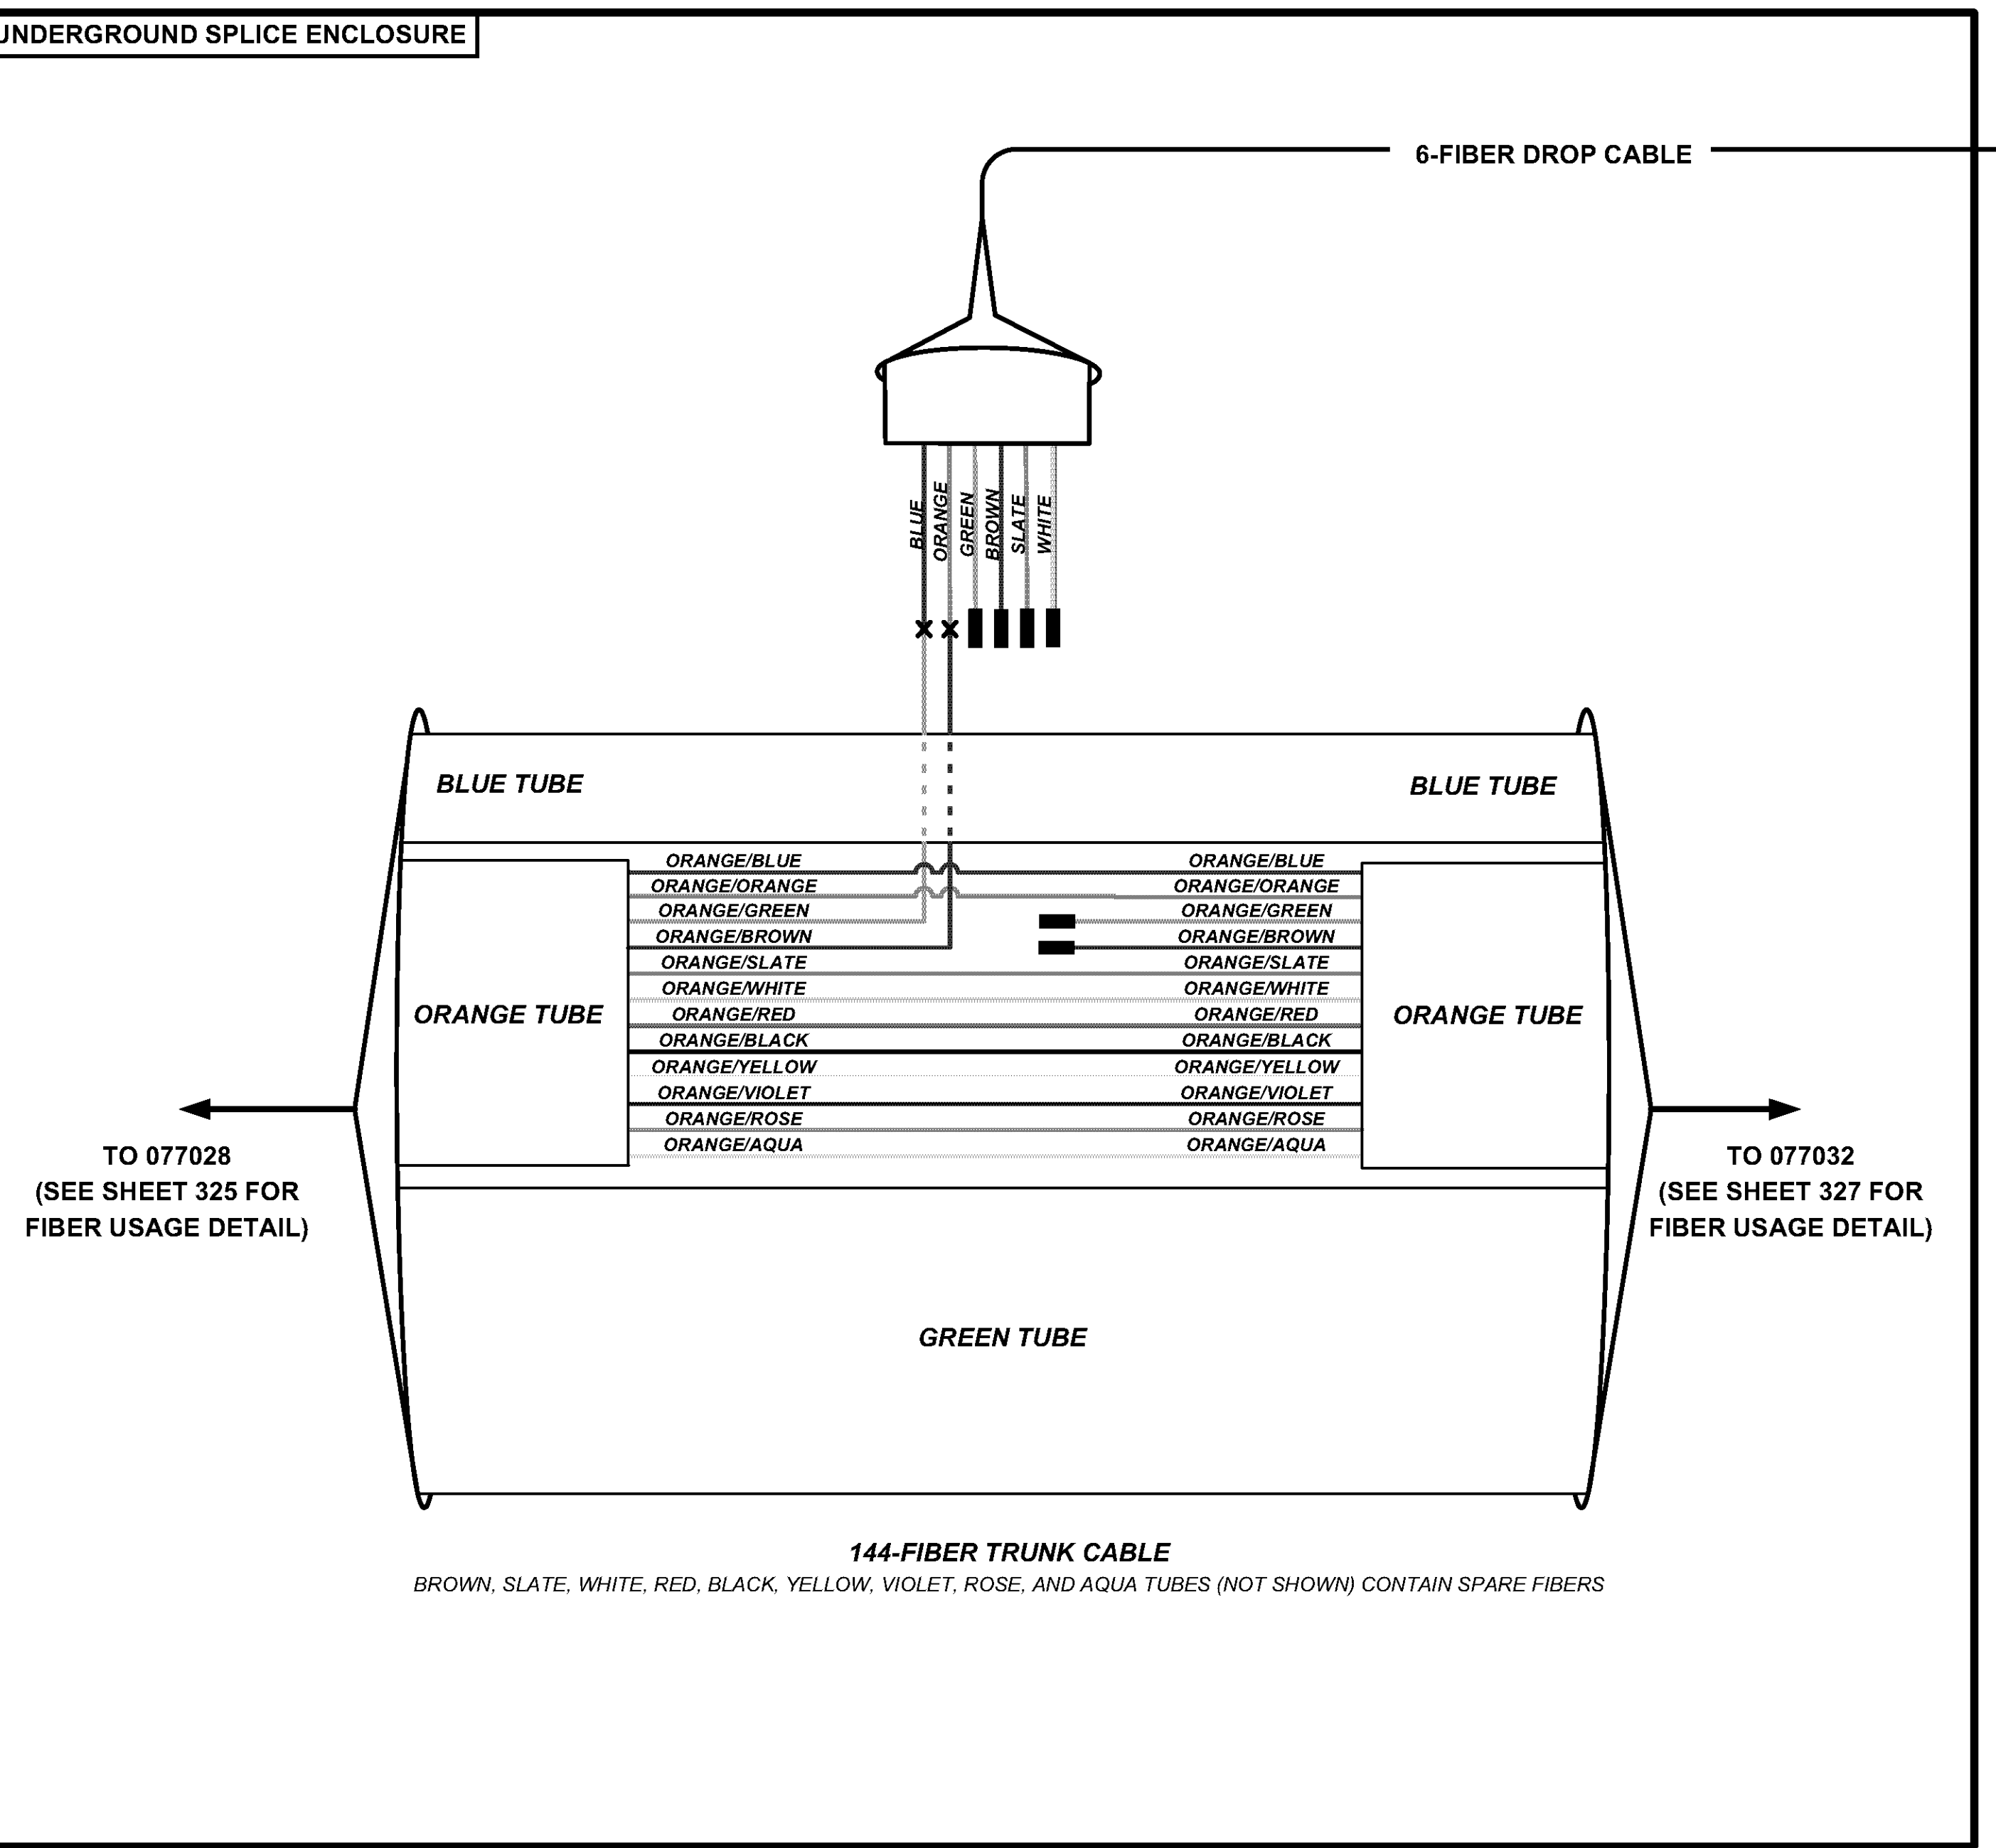 UNDERGROUND SPLICE ENCLOSURE
6-FIBER DROP CABLE
BLUE
ORANGE
GREEN
BROWN
SLATE
WHITE
BLUE TUBE
BLUE TUBE
ORANGE/BLUE
ORANGE/BLUE
ORANGE/ORANGE
ORANGE/ORANGE
ORANGE/GREEN
ORANGE/GREEN
ORANGE/BROWN
ORANGE/BROWN
ORANGE/SLATE
ORANGE/SLATE
ORANGE/WHITE
ORANGE/WHITE
ORANGE TUBE
ORANGE/RED
ORANGE/RED
ORANGE TUBE
ORANGE/BLACK
ORANGE/BLACK
ORANGE/YELLOW
ORANGE/YELLOW
ORANGE/VIOLET
ORANGE/VIOLET
ORANGE/ROSE
ORANGE/ROSE
ORANGE/AQUA
ORANGE/AQUA
TO 077028
(SEE SHEET 325 FOR
FIBER USAGE DETAIL)
TO 077032
(SEE SHEET 327 FOR
FIBER USAGE DETAIL)
GREEN TUBE
144-FIBER TRUNK CABLE
BROWN, SLATE, WHITE, RED, BLACK, YELLOW, VIOLET, ROSE, AND AQUA TUBES (NOT SHOWN) CONTAIN SPARE FIBERS